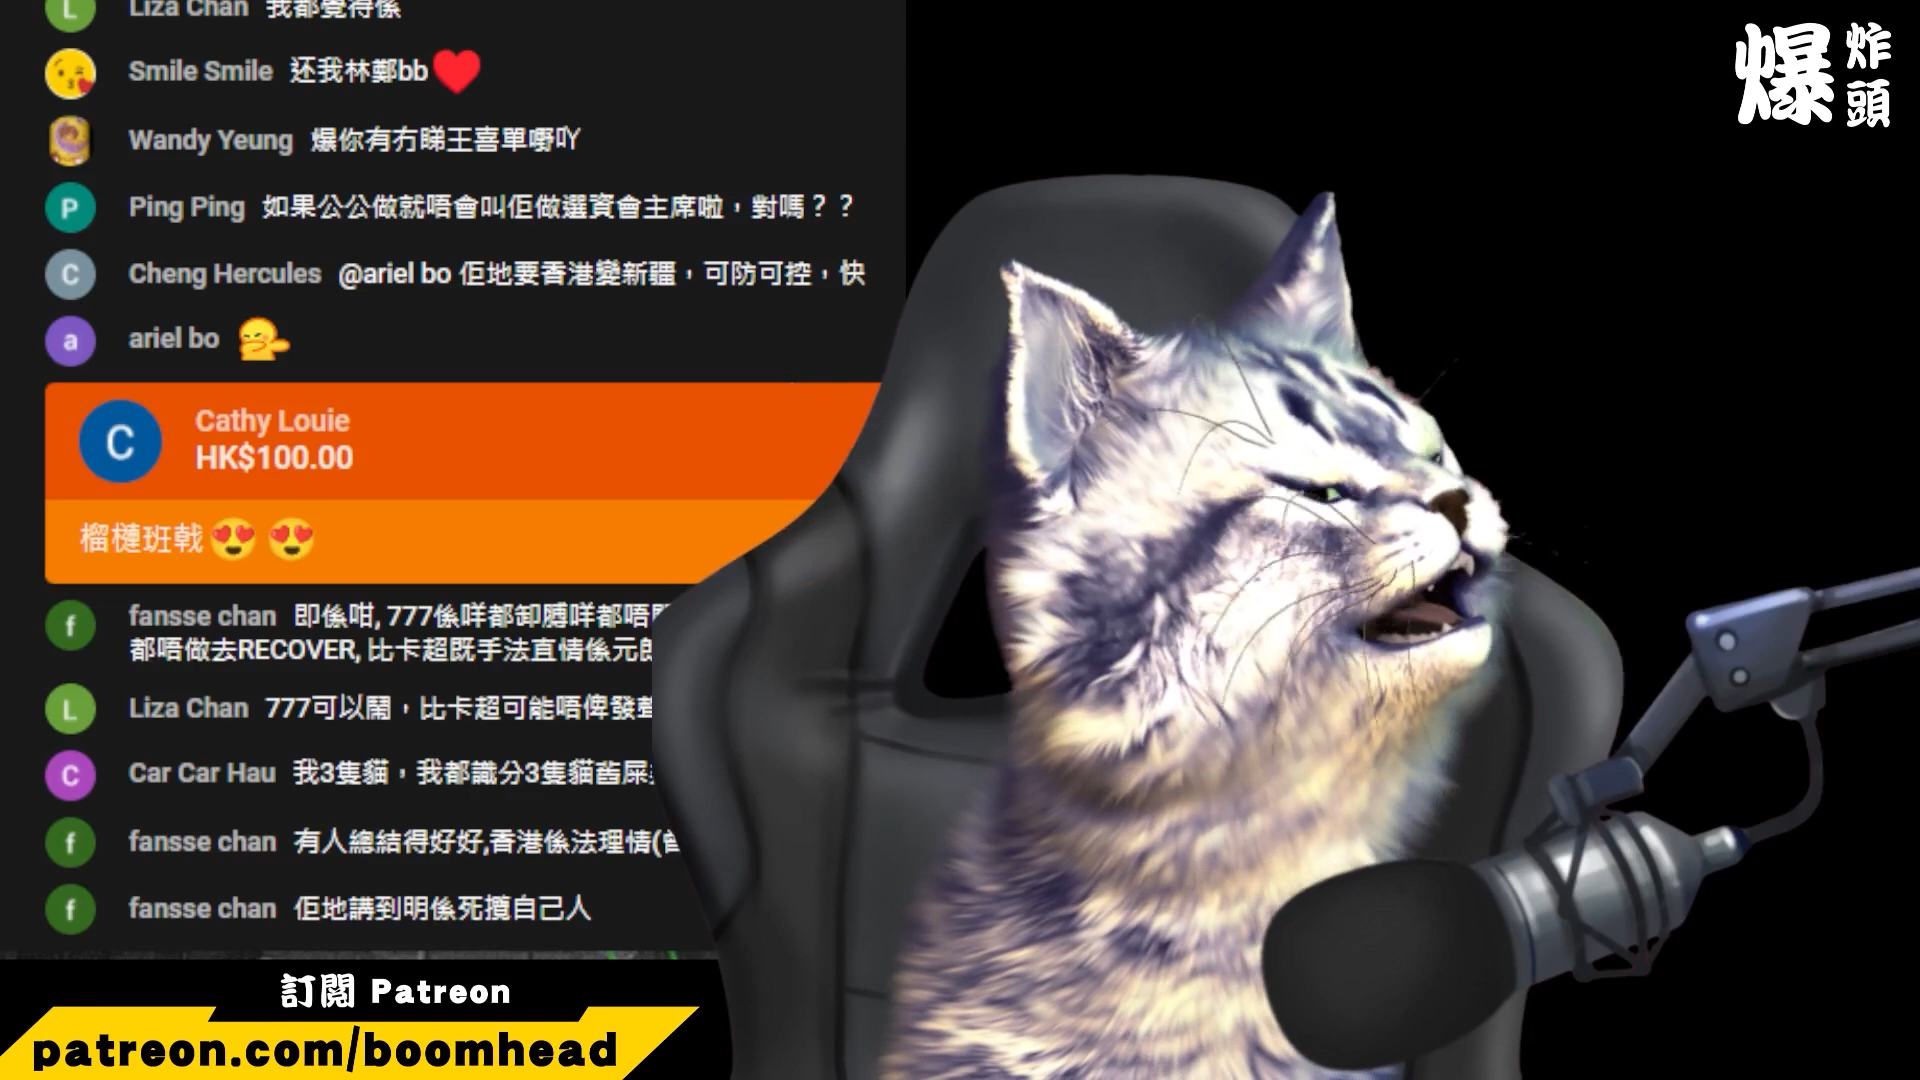 Liza Chan 我都覺得係
Smile Smile 还我林鄭bb
Wandy Yeung 爆你有冇睇王喜單嘢吖
Ping Ping 如果公公做就唔會叫佢做選資會主席啦，對嗎？？
Cheng Hercules @ariel bo 佢地要香港變新疆，可防可控，快
ariel bo
Cathy Louie
HK$100.00
榴槤班戟
fansse chan 即係咁, 777係咩都卸膊咩都唔
都唔做去RECOVER, 比卡超既手法直情係元
Liza Chan 777可以鬧，比卡超可能唔俾發
Car Car Hau 我3隻貓，我都識分3隻貓舊屎
fansse chan 有人總結得好好,香港係法理情(
fansse chan 佢地講到明係死攬自己人
訂閱 Patreon
patreon.com/boomhead
爆炸頭
L
P
C
a
C
f
L
C
f
f